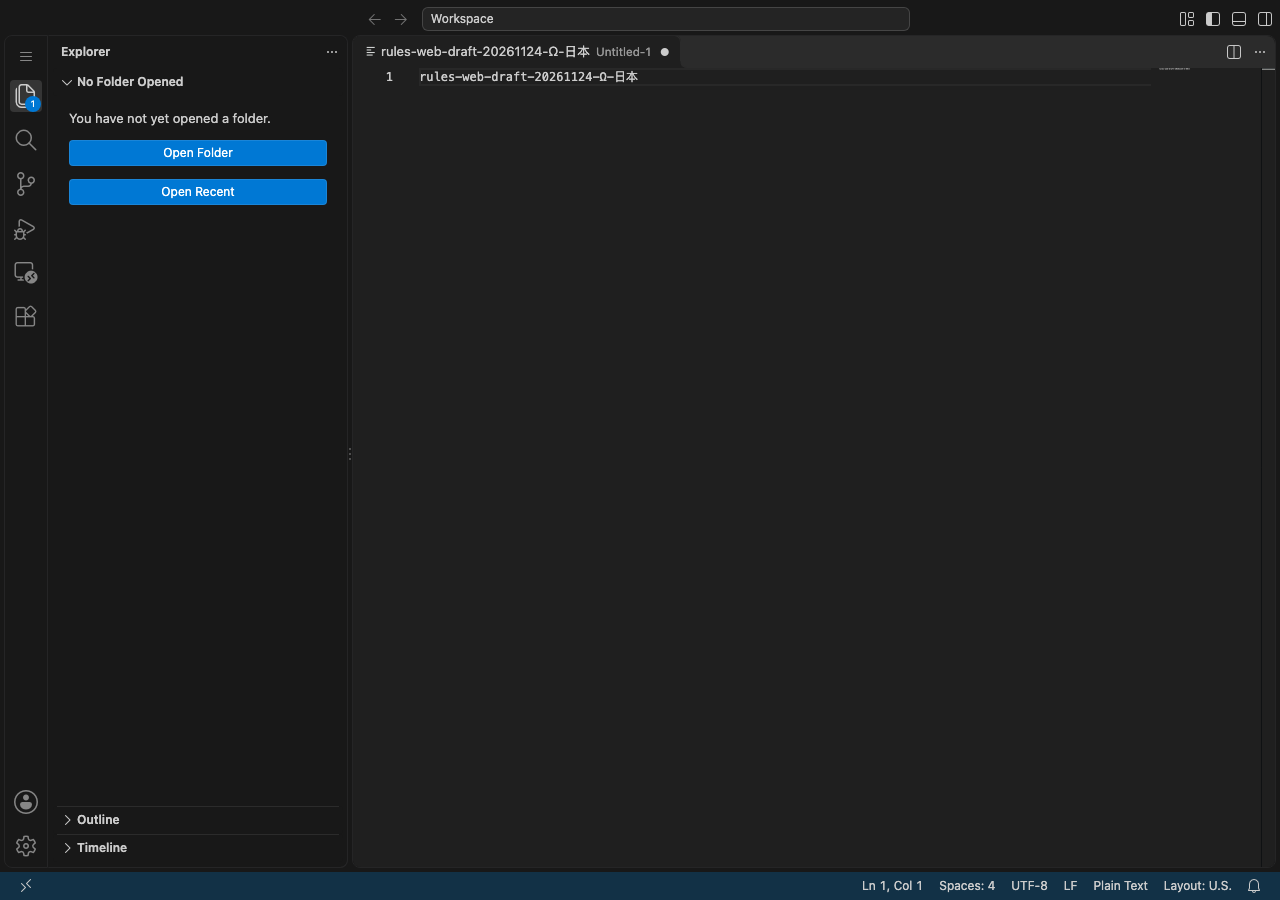 Workspace
Explorer
No Folder Opened
You have not yet opened a folder.
Open Folder
Open Recent
Outline
Timeline
1
rules-web-draft-20261124-Ω-日本 Untitled-1
1 rules-web-draft-20261124-Ω-日本
Ln 1, Col 1 Spaces: 4 UTF-8 LF Plain Text Layout: U.S.